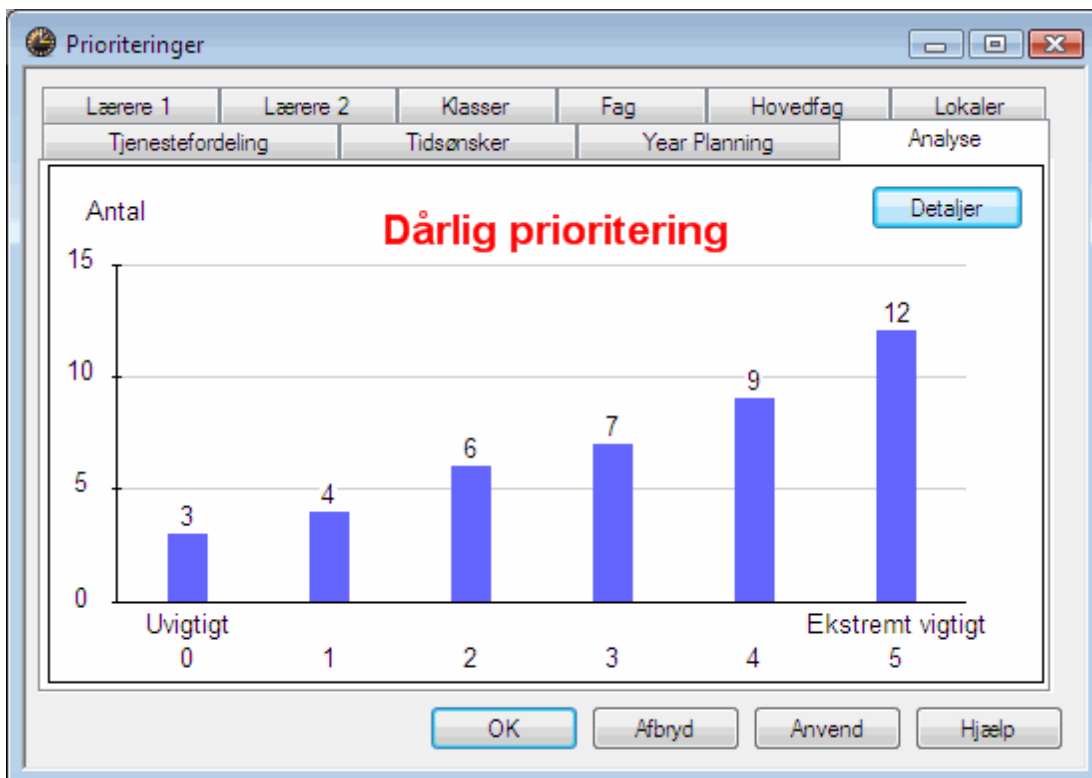 Prioriteringer
Lærere 1 Lærere 2 Klasser Fag Hovedfag Lokaler
Tjenestefordeling Tidsønsker Year Planning Analyse
Antal Dårlig prioritering Detaljer
15
12
10
9
7
6
5
4
3
0
Uvigtigt Ekstremt vigtigt
0 1 2 3 4 5
OK Afbryd Anvend Hjælp